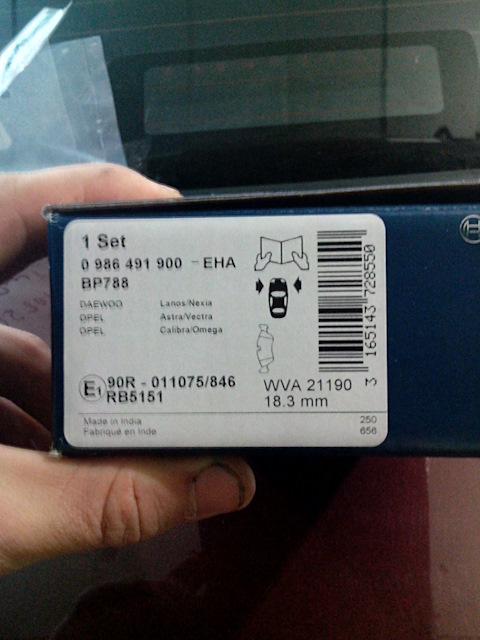 1 Set
0 986 491 900 - EHA
BP788
DAEWOO Lanos/Nexia
OPEL Astra/Vectra
OPEL Calibra/Omega
E1 90R - 011075/846
RB5151
WVA 21190
18.3 mm
3 165143 728550
Made in India 250
Fabriqué en Inde 656